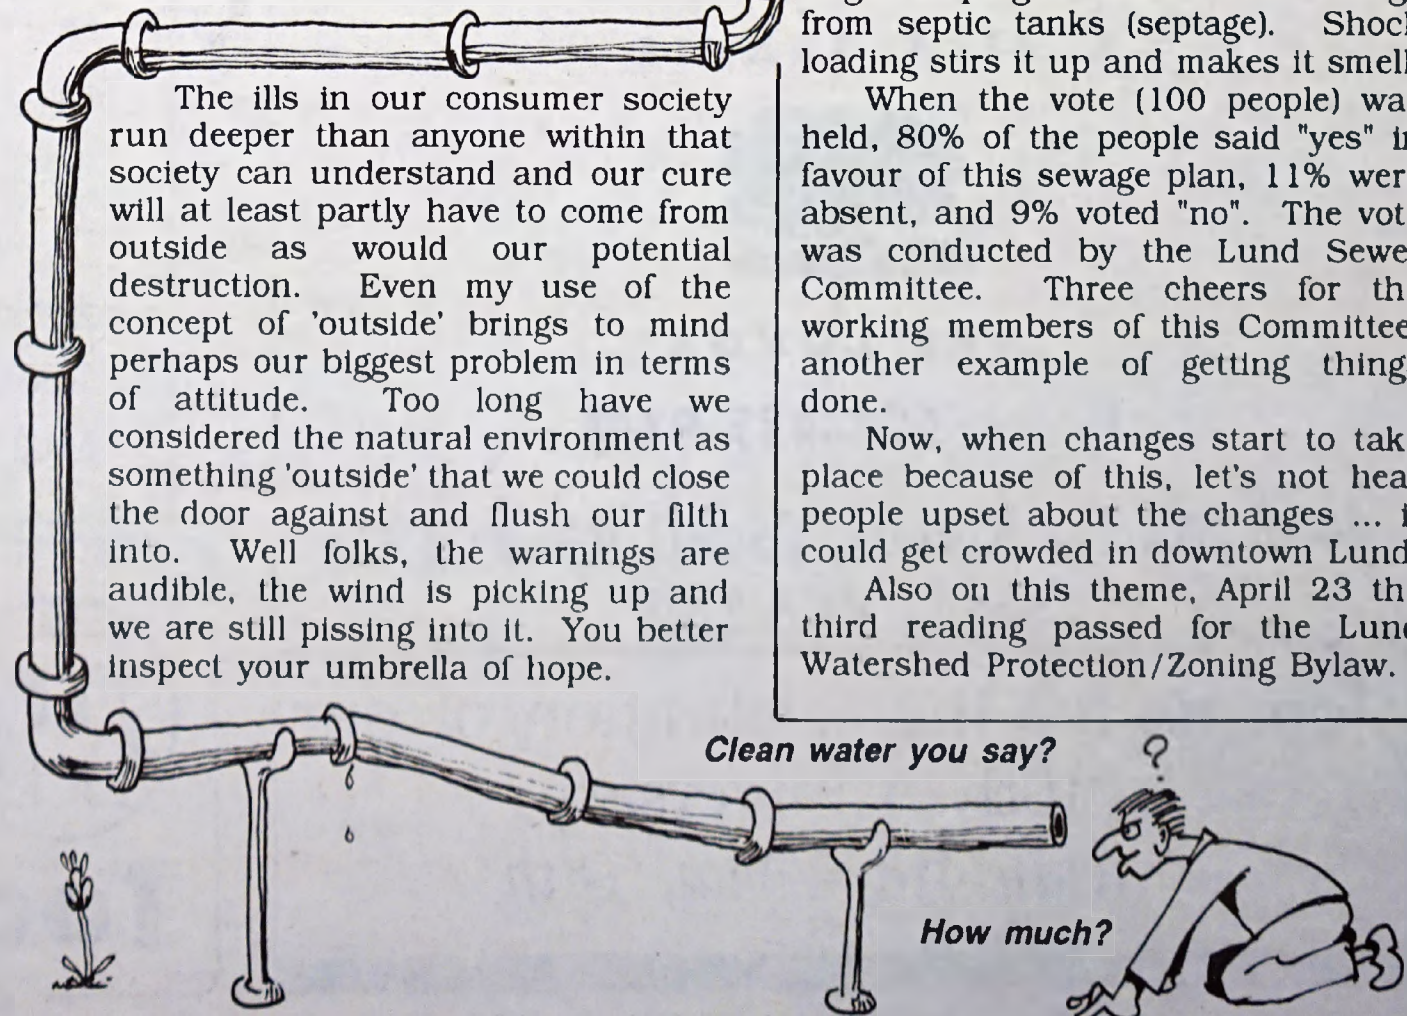 The ills in our consumer society
run deeper than anyone within that
society can understand and our cure
will at least partly have to come from
outside as would our potential
destruction. Even my use of the
concept of 'outside' brings to mind
perhaps our biggest problem in terms
of attitude. Too long have we
considered the natural environment as
something 'outside' that we could close
the door against and flush our filth
into. Well folks, the warnings are
audible, the wind is picking up and
we are still pissing into it. You better
inspect your umbrella of hope.
from septic tanks (septage). Shoc
loading stirs it up and makes it smell
When the vote (100 people) wa
held, 80% of the people said "yes" in
favour of this sewage plan, 11% wer
absent, and 9% voted "no". The vot
was conducted by the Lund Sewe
Committee. Three cheers for th
working members of this Committee
another example of getting thing
done.
Now, when changes start to tak
place because of this, let's not hea
people upset about the changes ... i
could get crowded in downtown Lund
Also on this theme, April 23 th
third reading passed for the Lun
Watershed Protection/Zoning Bylaw.
Clean water you say?
?
How much?